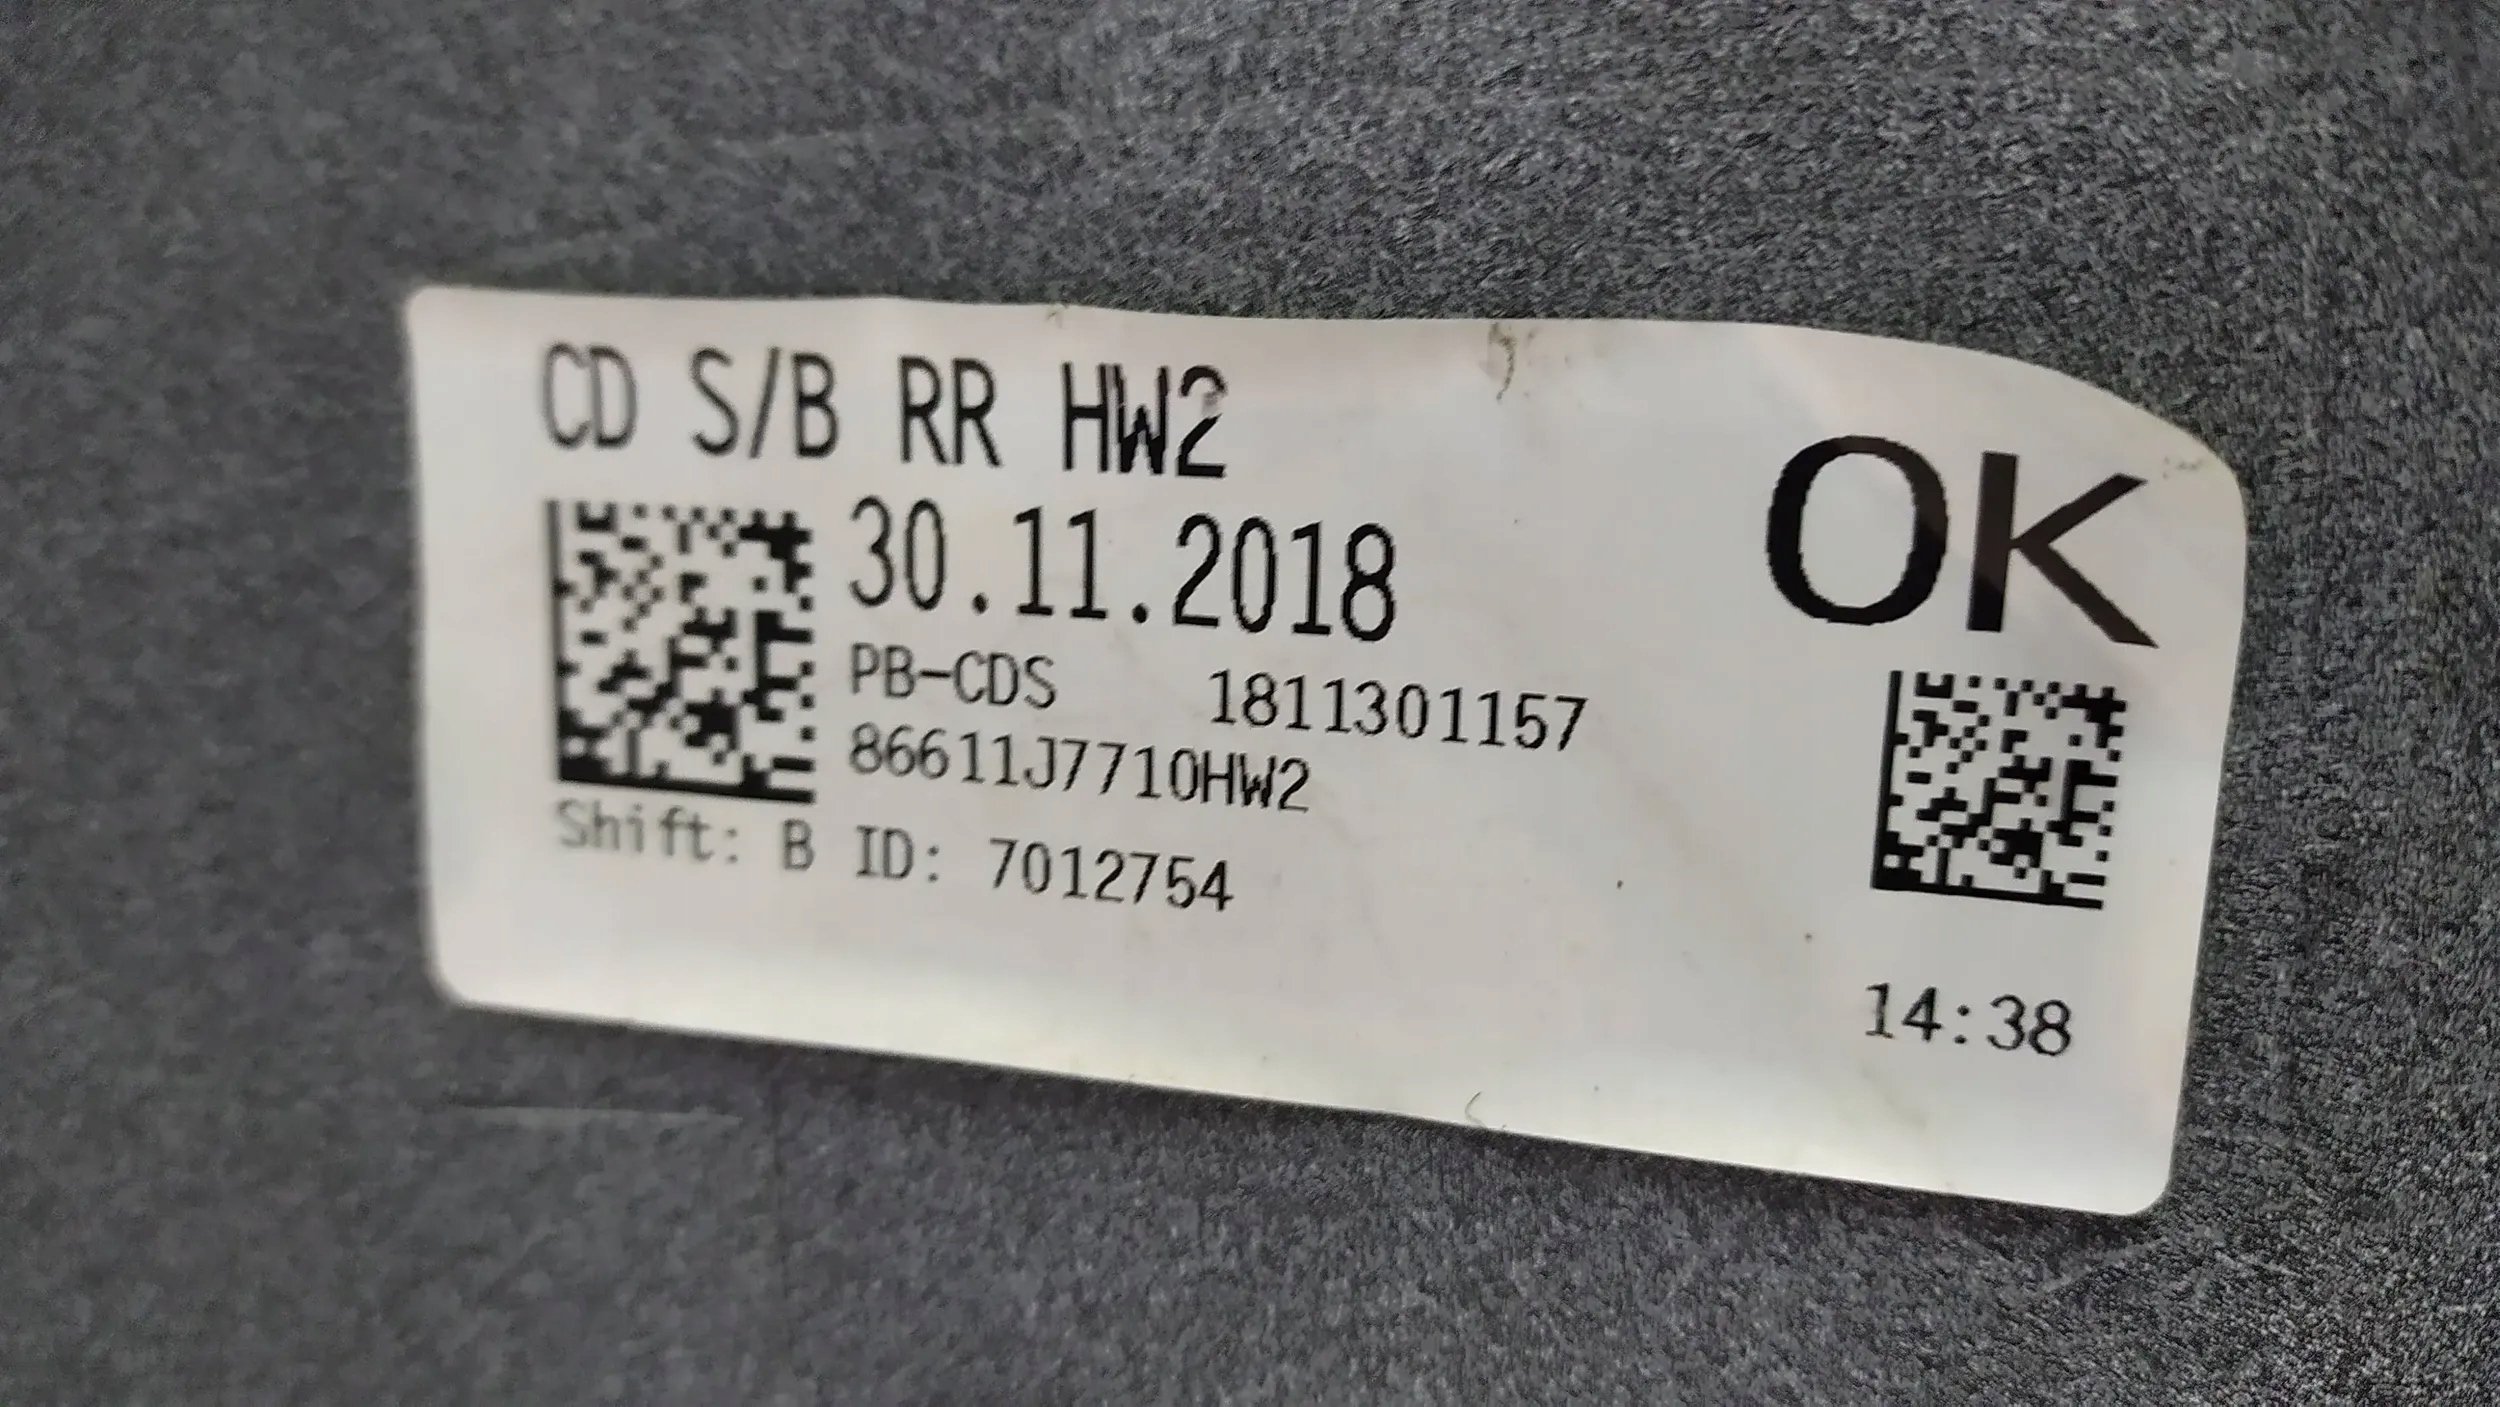 CD S/B RR HW2
OK
30.11.2018
PB-CDS 1811301157
86611J7710HW2
Shift: B ID: 7012754
14:38